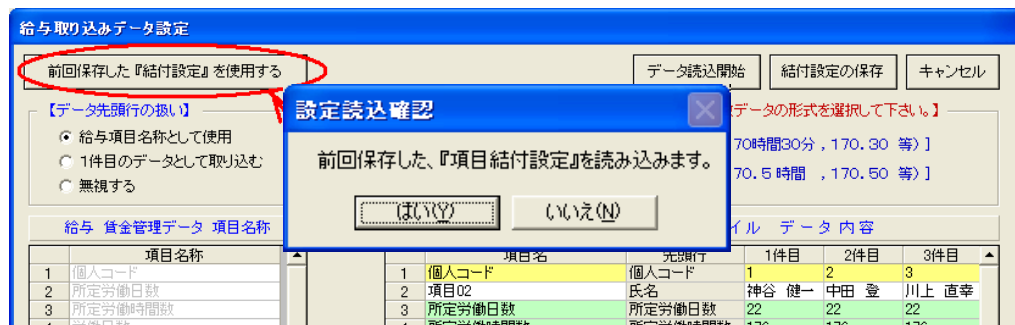 給与取り込みデータ設定
前回保存した『結付設定』を使用する
データ読込開始
結付設定の保存
キャンセル
【データ先頭行の扱い】
給与項目名称として使用
1件目のデータとして取り込む
無視する
設定読込確認
前回保存した、『項目結付設定』を読み込みます。
はい(Y)
いいえ(N)
データの形式を選択して下さい。】
70時間30分 , 170.30 等) ]
70.5時間 , 170.50 等) ]
給与 賃金管理データ 項目名称
イル データ内容
項目名称
1 個人コード
2 所定労働日数
3 所定労働時間数
項目名 先頭行 1件目 2件目 3件目
1 個人コード 個人コード 1 2 3
2 項目02 氏名 神谷 健一 中田 登 川上 直幸
3 所定労働日数 所定労働日数 22 22 22